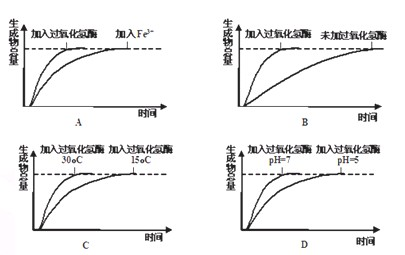 生成物总量
加入过氧化氢酶 加入Fe³⁺
时间
A
生成物总量
加入过氧化氢酶 未加过氧化氢酶
时间
B
生成物总量
加入过氧化氢酶 加入过氧化氢酶
30oC 15oC
时间
C
生成物总量
加入过氧化氢酶 加入过氧化氢酶
pH=7 pH=5
时间
D